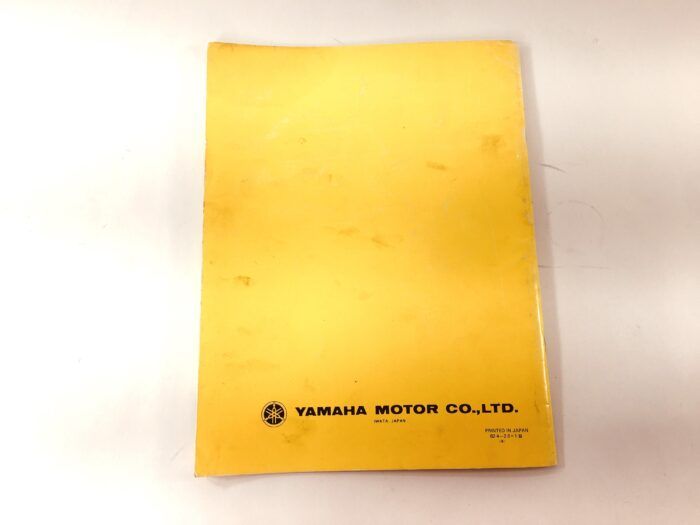 YAMAHA MOTOR CO.,LTD.
IWATA JAPAN
PRINTED IN JAPAN